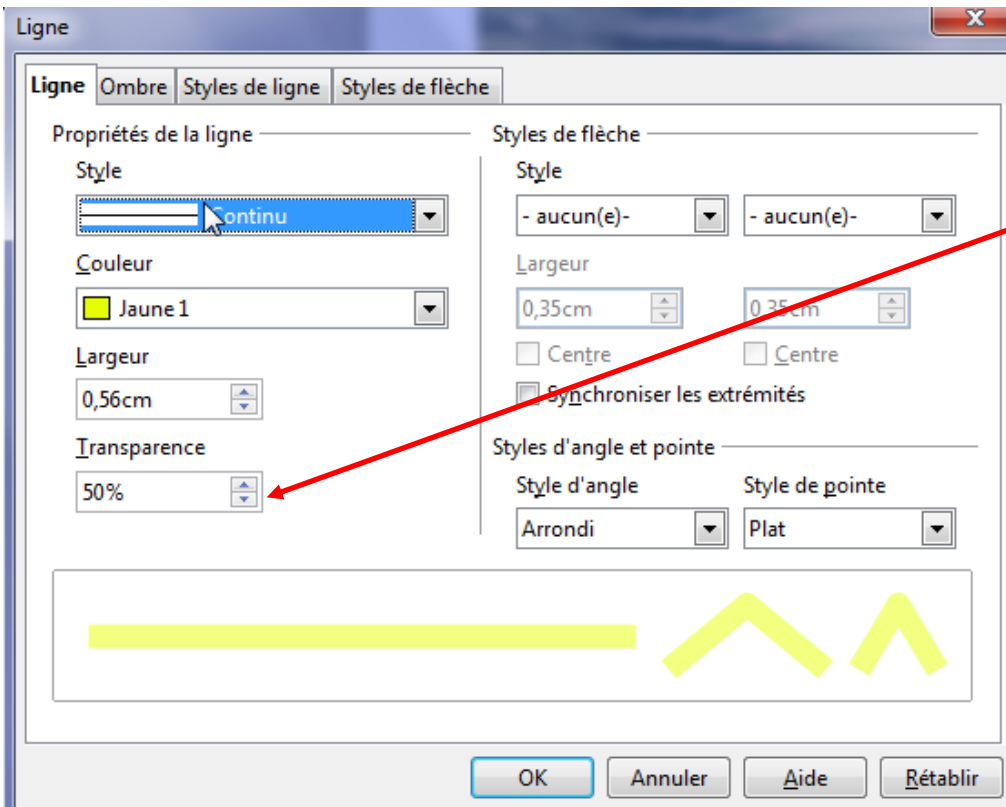 Ligne
Ligne Ombre Styles de ligne Styles de flèche
Propriétés de la ligne
Style
Continu
Couleur
Jaune 1
Largeur
0,56cm
Transparence
50%
Styles de flèche
Style
- aucun(e)- - aucun(e)-
Largeur
0,35cm 0,35cm
Centre Centre
Synchroniser les extrémités
Styles d'angle et pointe
Style d'angle Style de pointe
Arrondi Plat
OK Annuler Aide Rétablir